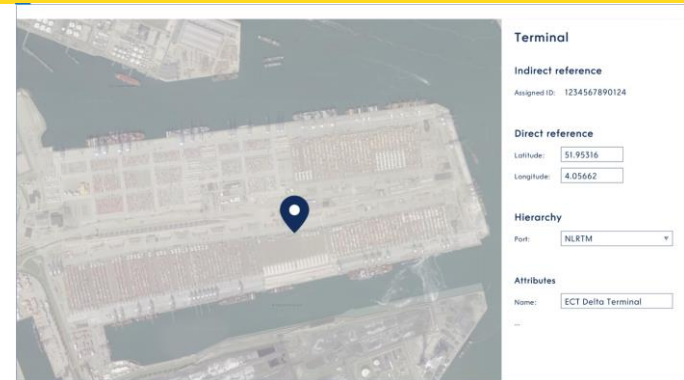 Terminal
Indirect reference
Assigned ID: 1234567890124
Direct reference
Latitude: 51.95316
Longitude: 4.05662
Hierarchy
Port: NLRTM
Attributes
Name: ECT Delta Terminal
...